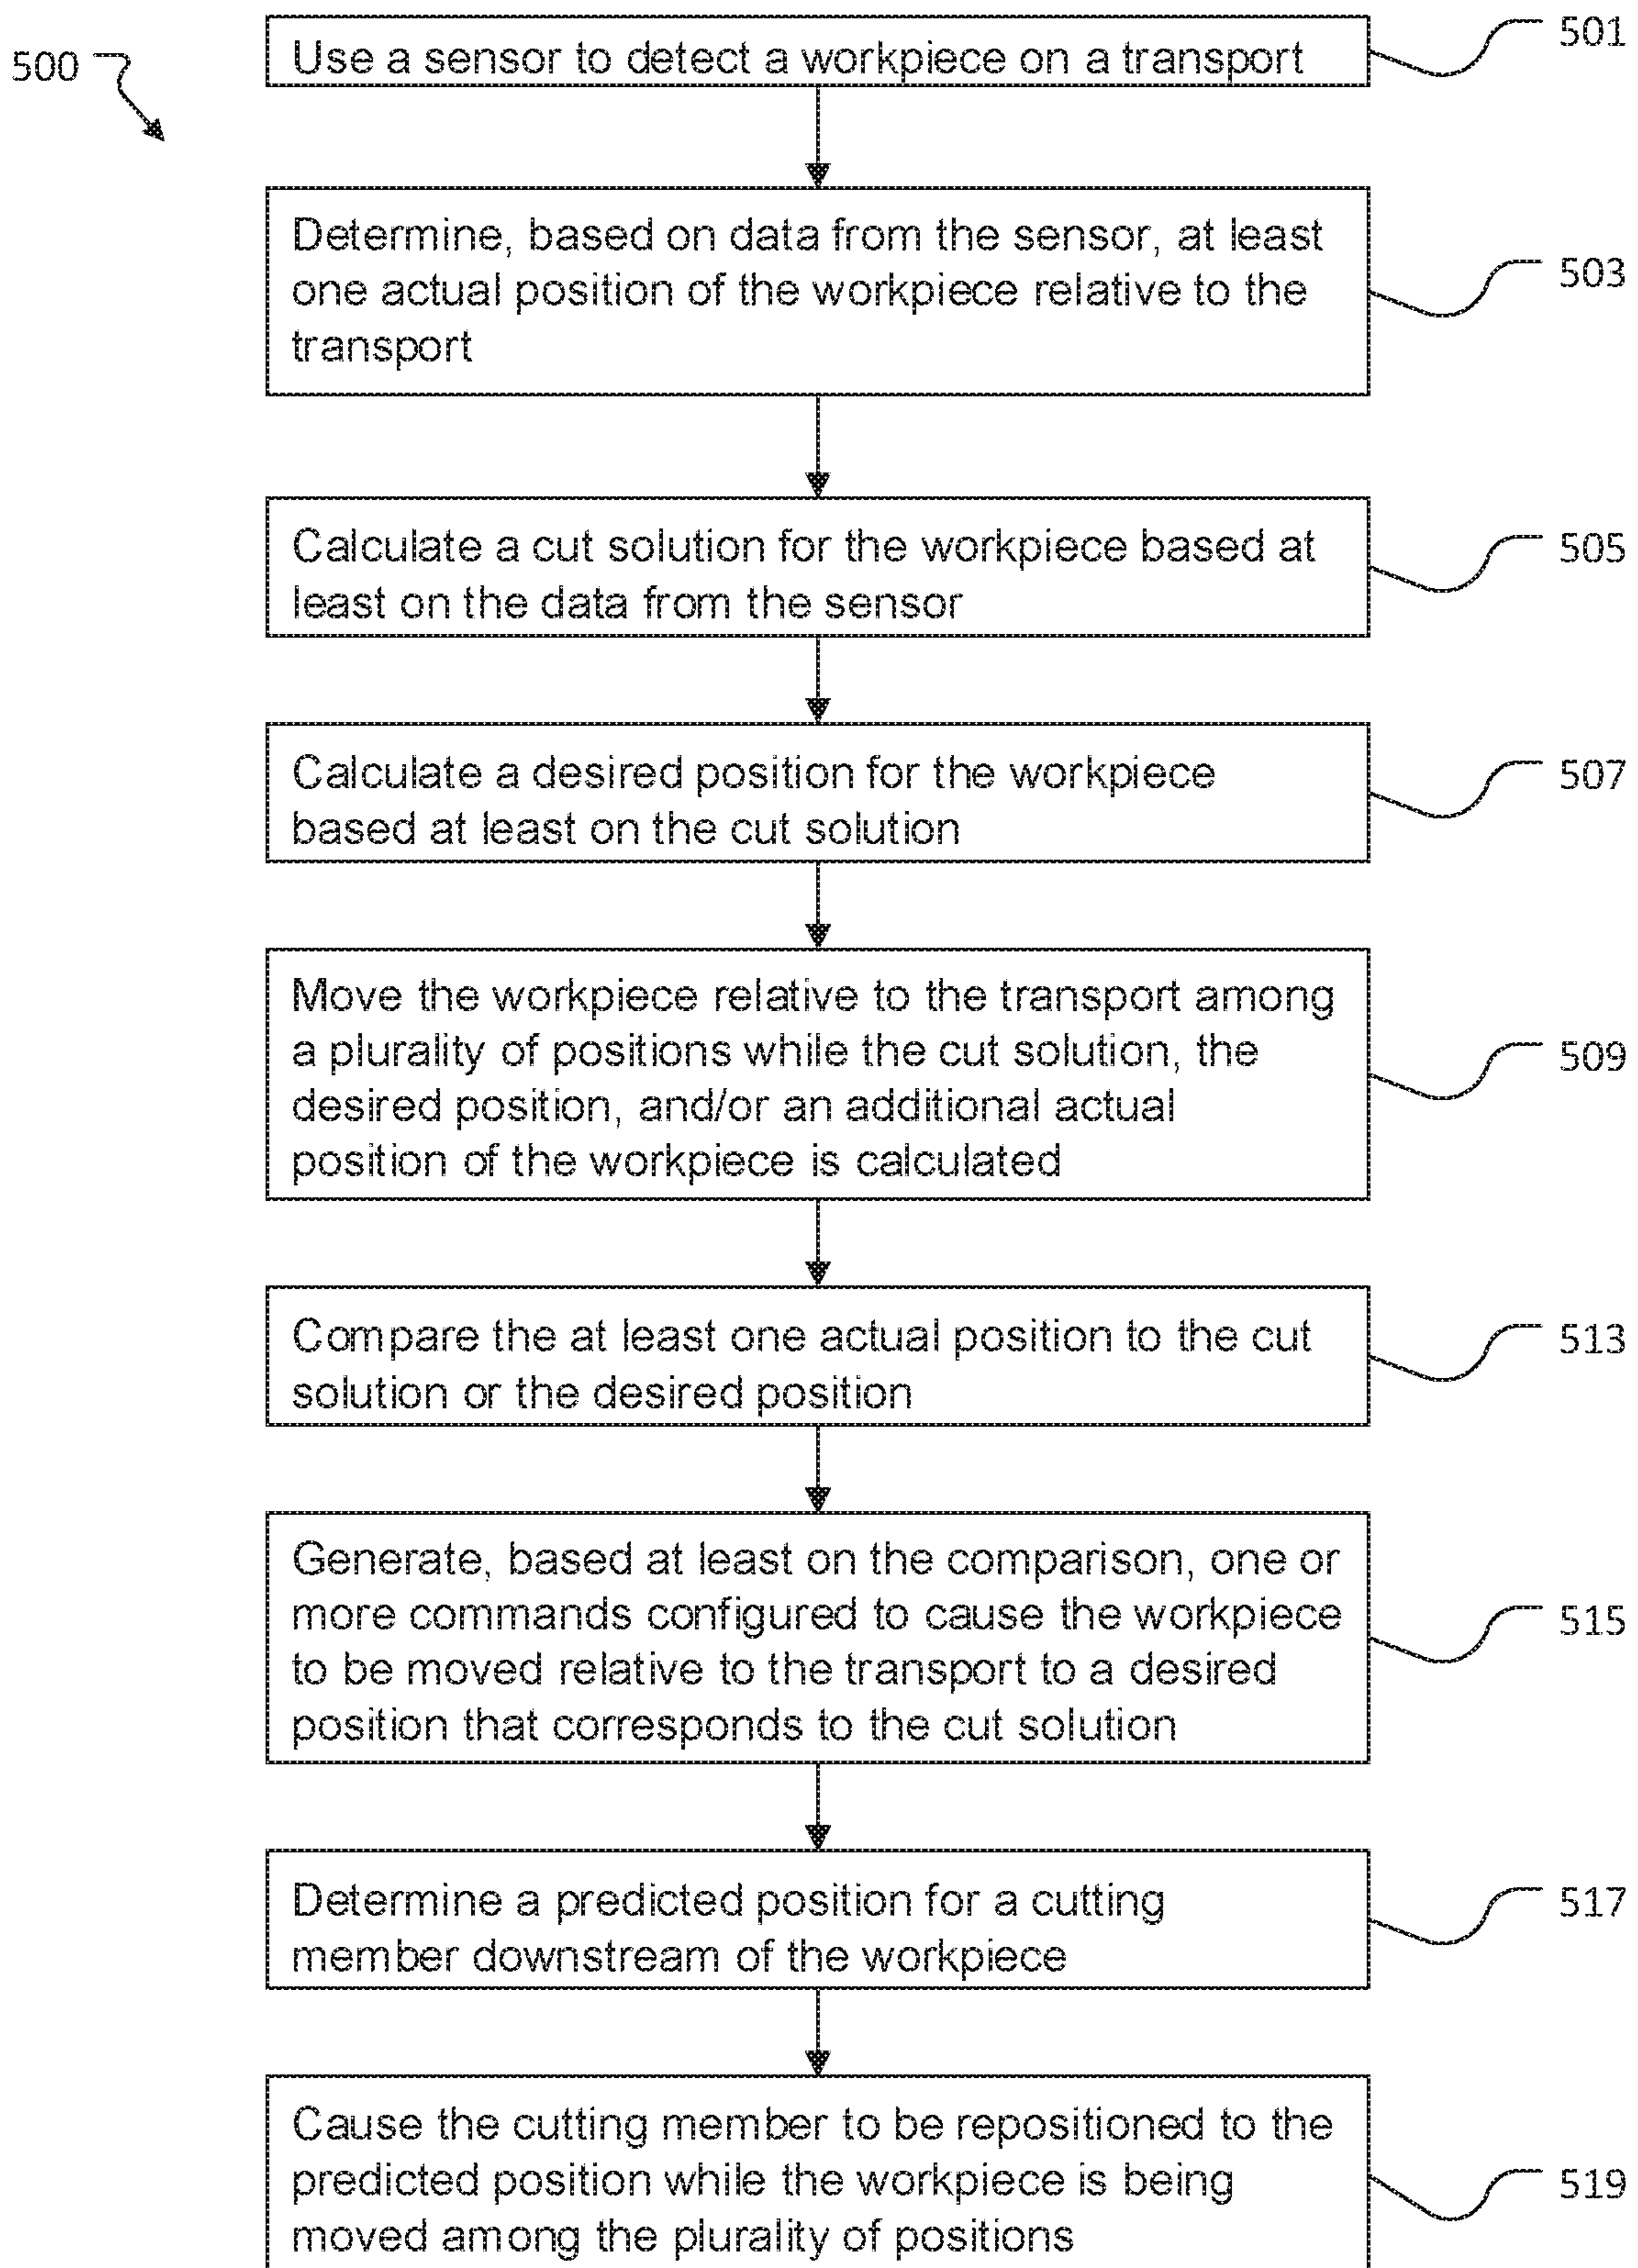 500
Use a sensor to detect a workpiece on a transport
501
Determine, based on data from the sensor, at least
one actual position of the workpiece relative to the
transport
503
Calculate a cut solution for the workpiece based at
least on the data from the sensor
505
Calculate a desired position for the workpiece
based at least on the cut solution
507
Move the workpiece relative to the transport among
a plurality of positions while the cut solution, the
desired position, and/or an additional actual
position of the workpiece is calculated
509
Compare the at least one actual position to the cut
solution or the desired position
513
Generate, based at least on the comparison, one or
more commands configured to cause the workpiece
to be moved relative to the transport to a desired
position that corresponds to the cut solution
515
Determine a predicted position for a cutting
member downstream of the workpiece
517
Cause the cutting member to be repositioned to the
predicted position while the workpiece is being
moved among the plurality of positions
519